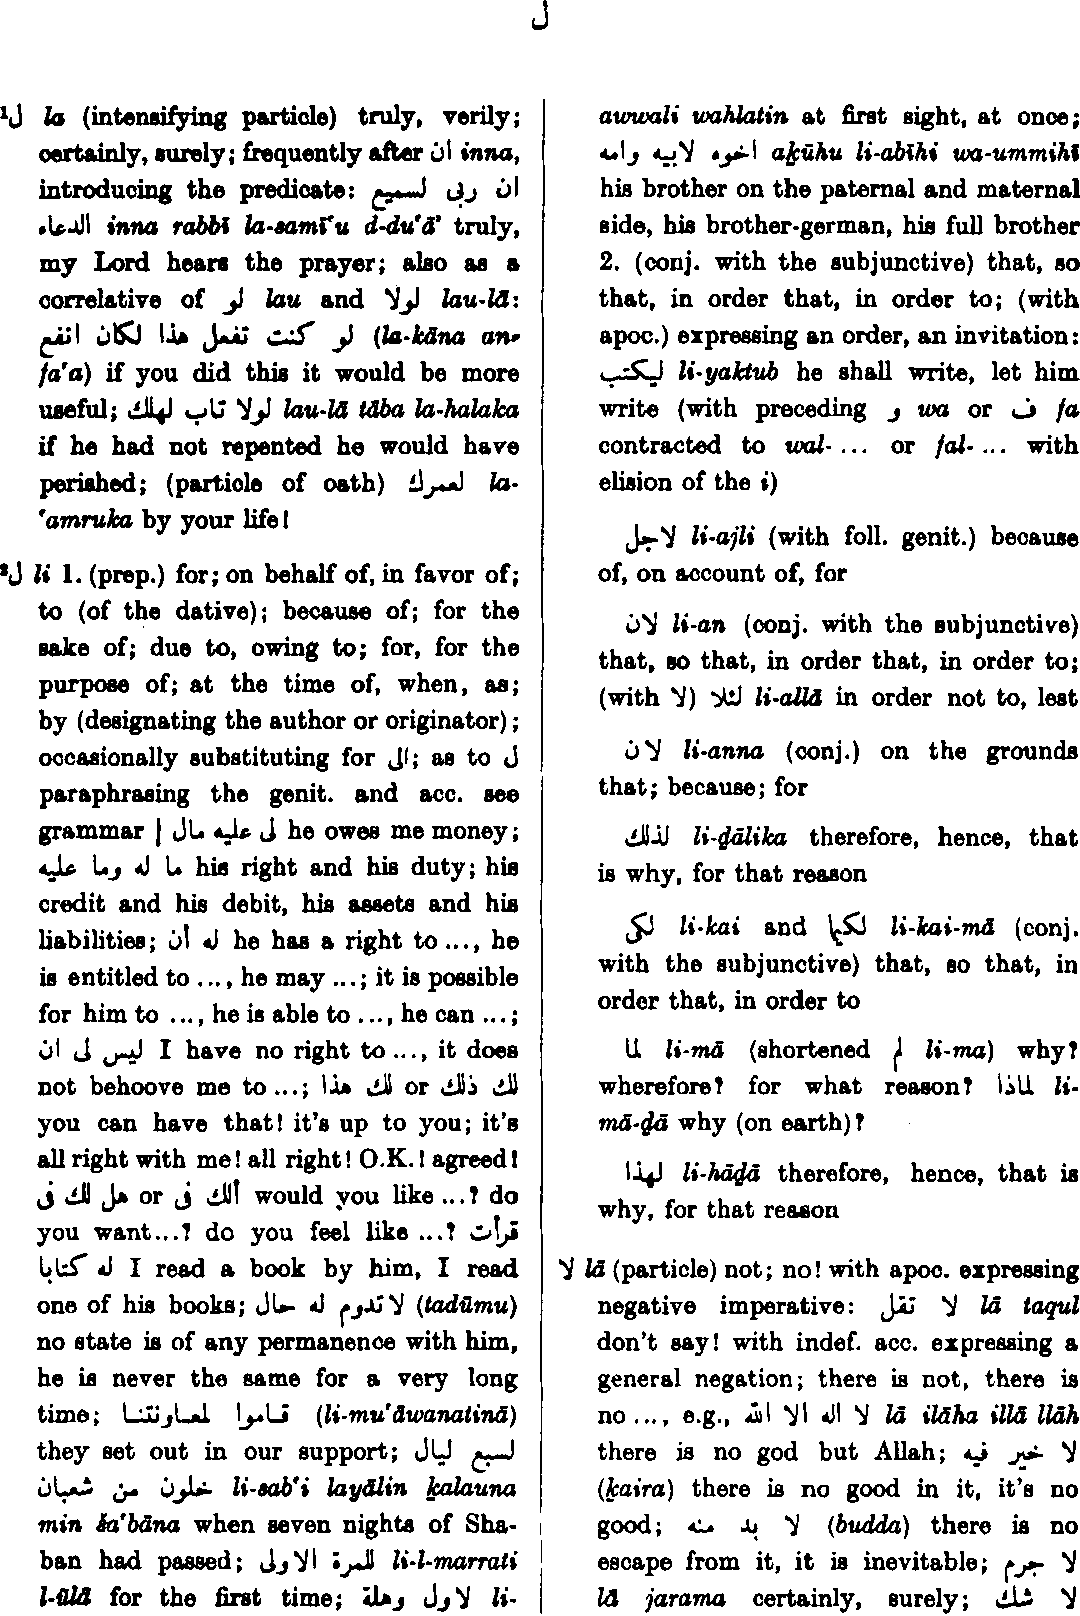 ل
¹ل la (intensifying particle) truly, verily;
certainly, surely; frequently after ان inna,
introducing the predicate: ان ربى لسميع
الدعاء inna rabbī la-samīʿu d-duʿāʾ truly,
my Lord hears the prayer; also as a
correlative of لو lau and لولا lau-lā:
لو كنت تفعل هذا لكان انفع (la-kāna an-
faʿa) if you did this it would be more
useful; لولا تاب لهلك lau-lā tāba la-halaka
if he had not repented he would have
perished; (particle of oath) لعمرك la-
ʿamruka by your life!
²ل li 1. (prep.) for; on behalf of, in favor of;
to (of the dative); because of; for the
sake of; due to, owing to; for, for the
purpose of; at the time of, when, as;
by (designating the author or originator);
occasionally substituting for الى; as to ل
paraphrasing the genit. and acc. see
grammar | لى عليه مال he owes me money;
ما له وما عليه his right and his duty; his
credit and his debit, his assets and his
liabilities; له أن he has a right to ..., he
is entitled to ..., he may ...; it is possible
for him to ..., he is able to ..., he can ...;
ليس لى ان I have no right to ..., it does
not behoove me to ...; لك هذا or لك ذلك
you can have that! it's up to you; it's
all right with me! all right! O.K.! agreed!
هل لك فى or ألك فى would you like ...? do
you want...? do you feel like ...? قرأت
له كتابا I read a book by him, I read
one of his books; لا تدوم له حال (tadūmu)
no state is of any permanence with him,
he is never the same for a very long
time; قاموا لمعاونتنا (li-muʿāwanatinā)
they set out in our support; لسبع ليال
خلون من شعبان li-sabʿi layālin ḵalauna
min šaʿbāna when seven nights of Sha-
ban had passed; للمرة الاولى li-l-marrati
l-ūlā for the first time; لاول وهلة li-
awwali wahlatin at first sight, at once;
اخوه لابيه وامه aḵūhu li-abīhi wa-ummihī
his brother on the paternal and maternal
side, his brother-german, his full brother
2. (conj. with the subjunctive) that, so
that, in order that, in order to; (with
apoc.) expressing an order, an invitation:
ليكتب li-yaktub he shall write, let him
write (with preceding و wa or ف fa
contracted to wal- ... or fal- ... with
elision of the i)
لاجل li-ajli (with foll. genit.) because
of, on account of, for
لان li-an (conj. with the subjunctive)
that, so that, in order that, in order to;
(with لا) لئلا li-allā in order not to, lest
لان li-anna (conj.) on the grounds
that; because; for
لذلك li-ḏālika therefore, hence, that
is why, for that reason
لكى li-kai and لكيما li-kai-mā (conj.
with the subjunctive) that, so that, in
order that, in order to
لما li-mā (shortened لم li-ma) why?
wherefore? for what reason? لماذا li-
mā-ḏā why (on earth)?
لهذا li-hāḏā therefore, hence, that is
why, for that reason
لا lā (particle) not; no! with apoc. expressing
negative imperative: لا تقل lā taqul
don't say! with indef. acc. expressing a
general negation; there is not, there is
no ..., e.g., لا اله الا الله lā ilāha illā llāh
there is no god but Allah; لا خير فيه
(ḵaira) there is no good in it, it's no
good; لا بد منه (budda) there is no
escape from it, it is inevitable; لا جرم
lā jarama certainly, surely; لا شك